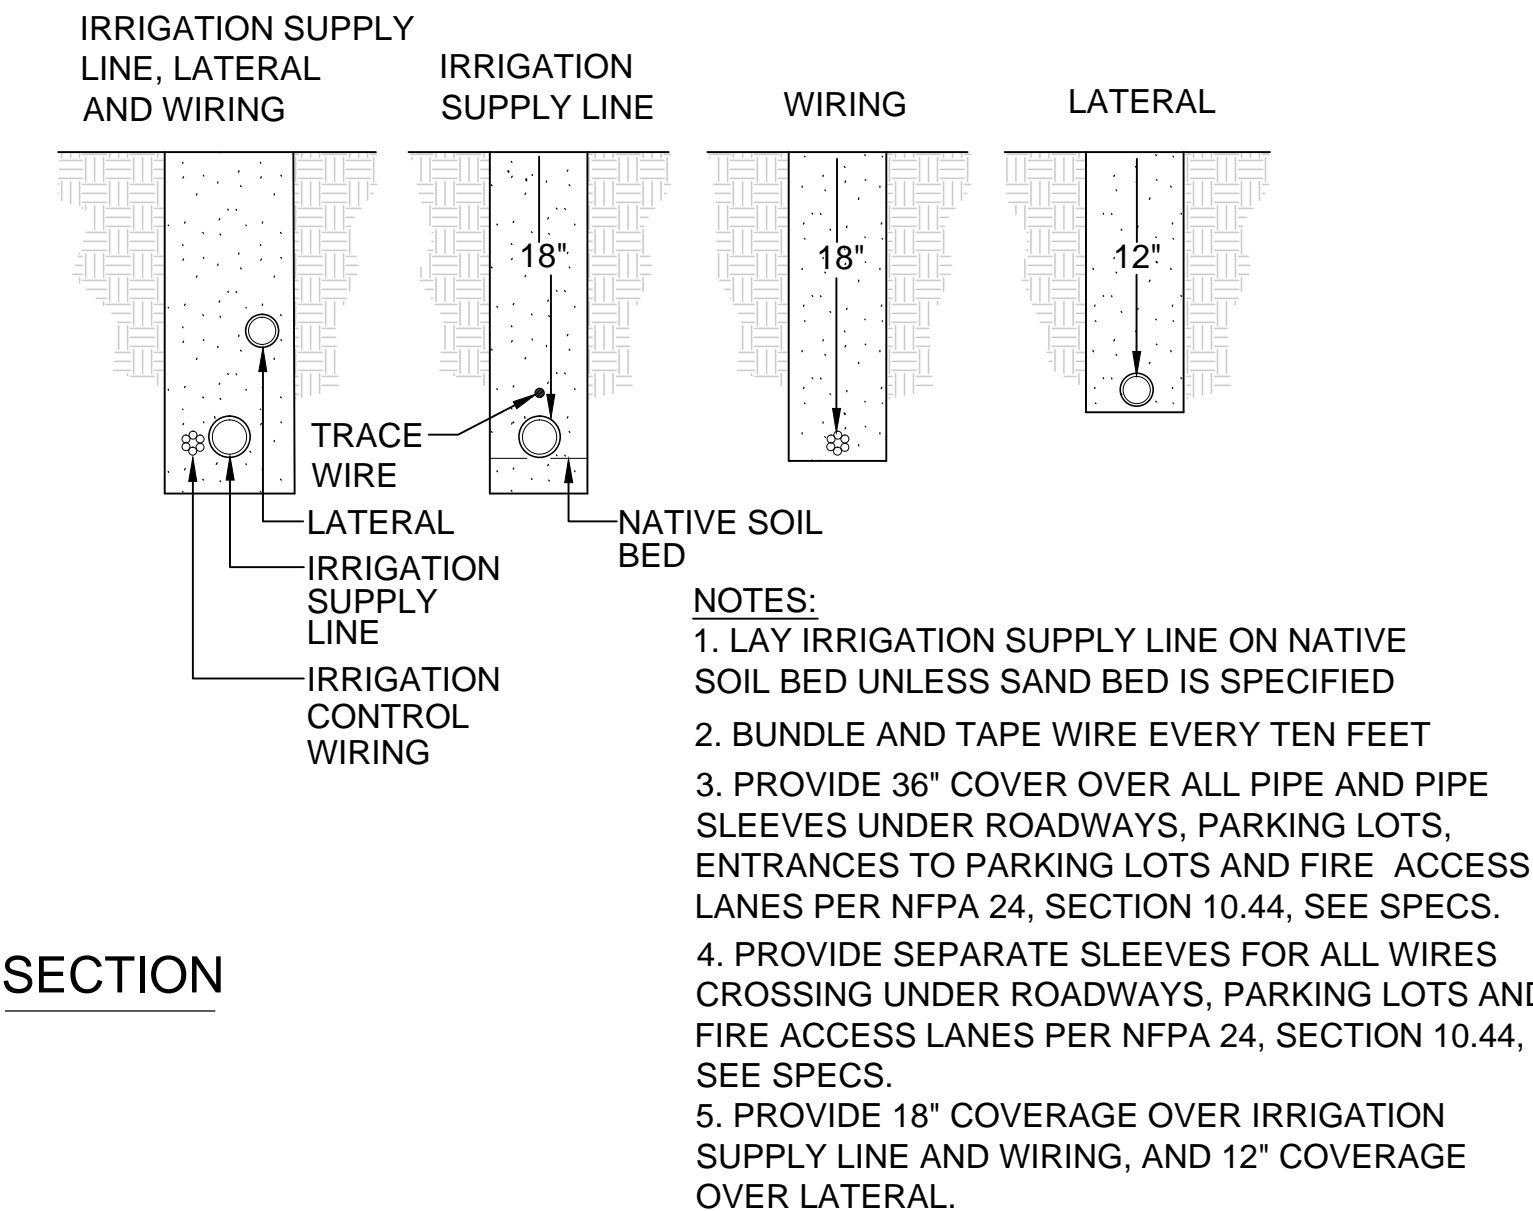 IRRIGATION SUPPLY
LINE, LATERAL
AND WIRING
IRRIGATION
SUPPLY LINE
WIRING
LATERAL
18"
18"
12"
TRACE
WIRE
LATERAL
IRRIGATION
SUPPLY
LINE
IRRIGATION
CONTROL
WIRING
NATIVE SOIL
BED
NOTES:
1. LAY IRRIGATION SUPPLY LINE ON NATIVE
SOIL BED UNLESS SAND BED IS SPECIFIED
2. BUNDLE AND TAPE WIRE EVERY TEN FEET
3. PROVIDE 36" COVER OVER ALL PIPE AND PIPE
SLEEVES UNDER ROADWAYS, PARKING LOTS,
ENTRANCES TO PARKING LOTS AND FIRE ACCESS
LANES PER NFPA 24, SECTION 10.44, SEE SPECS.
4. PROVIDE SEPARATE SLEEVES FOR ALL WIRES
CROSSING UNDER ROADWAYS, PARKING LOTS AND
FIRE ACCESS LANES PER NFPA 24, SECTION 10.44,
SEE SPECS.
5. PROVIDE 18" COVERAGE OVER IRRIGATION
SUPPLY LINE AND WIRING, AND 12" COVERAGE
OVER LATERAL.
SECTION